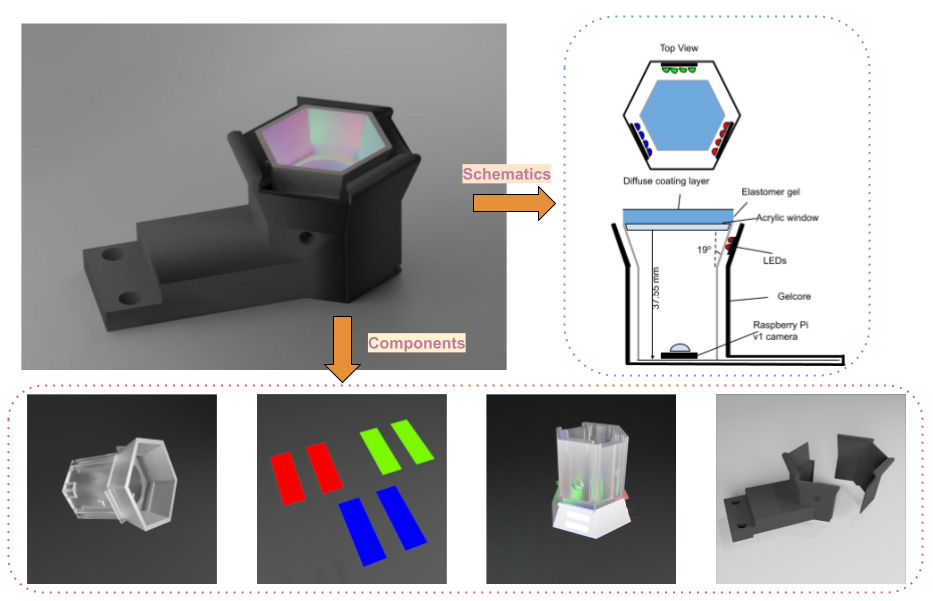 Top View
Schematics
Diffuse coating layer
Elastomer gel
Acrylic window
19°
LEDs
37.55 mm
Gelcore
Raspberry Pi
v1 camera
Components